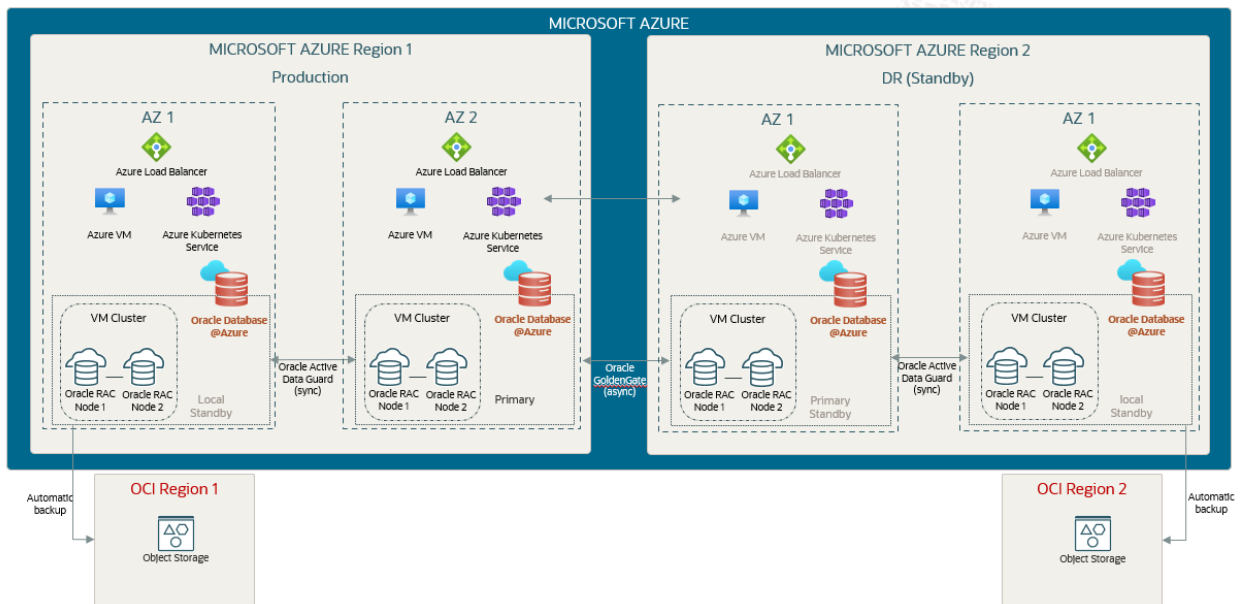 MICROSOFT AZURE
MICROSOFT AZURE Region 1
Production
AZ 1
Azure Load Balancer
Azure VM
Azure Kubernetes
Service
VM Cluster
Oracle Database
@Azure
Oracle RAC
Node 1
Oracle RAC
Node 2
Local
Standby
Oracle Active
Data Guard
(sync)
AZ 2
Azure Load Balancer
Azure VM
Azure Kubernetes
Service
VM Cluster
Oracle Database
@Azure
Oracle RAC
Node 1
Oracle RAC
Node 2
Primary
Oracle
GoldenGate
(async)
MICROSOFT AZURE Region 2
DR (Standby)
AZ 1
Azure Load Balancer
Azure VM
Azure Kubernetes
Service
VM Cluster
Oracle Database
@Azure
Oracle RAC
Node 1
Oracle RAC
Node 2
Primary
Standby
Oracle Active
Data Guard
(sync)
AZ 1
Azure Load Balancer
Azure VM
Azure Kubernetes
Service
VM Cluster
Oracle Database
@Azure
Oracle RAC
Node 1
Oracle RAC
Node 2
local
Standby
Automatic
backup
OCI Region 1
Object Storage
OCI Region 2
Object Storage
Automatic
backup